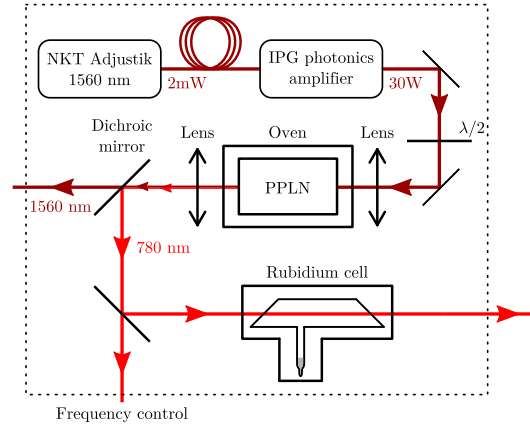 NKT Adjustik
1560 nm
2mW
IPG photonics
amplifier
30W
λ/2
Dichroic
mirror
Lens
Oven
Lens
PPLN
1560 nm
780 nm
Rubidium cell
Frequency control